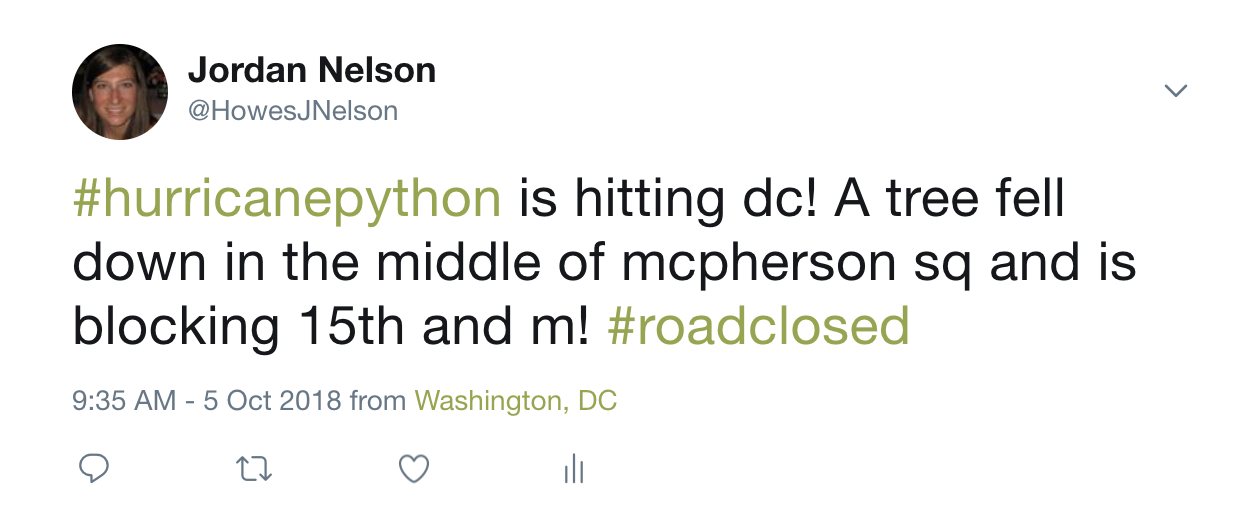 Jordan Nelson
@HowesJNelson
#hurricanepython is hitting dc! A tree fell
down in the middle of mcpherson sq and is
blocking 15th and m! #roadclosed
9:35 AM - 5 Oct 2018 from Washington, DC